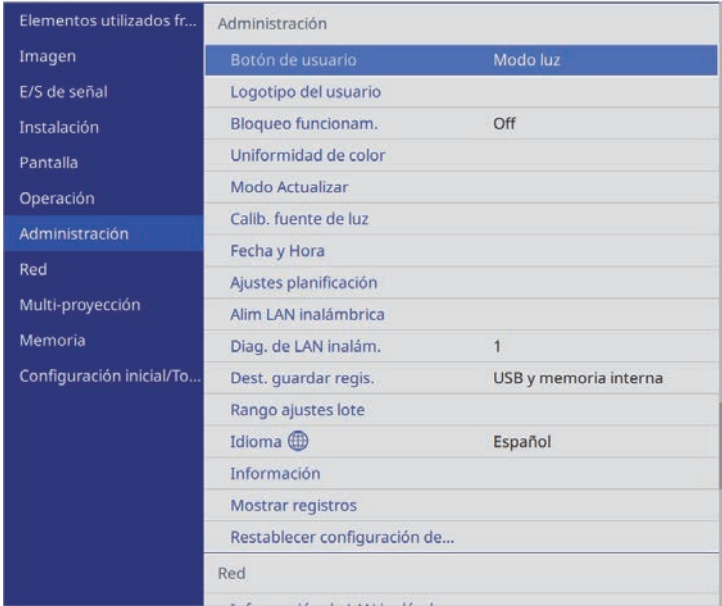 Elementos utilizados fr...
Imagen
E/S de señal
Instalación
Pantalla
Operación
Administración
Red
Multi-proyección
Memoria
Configuración inicial/To...
Administración
Botón de usuario Modo luz
Logotipo del usuario
Bloqueo funcionam. Off
Uniformidad de color
Modo Actualizar
Calib. fuente de luz
Fecha y Hora
Ajustes planificación
Alim LAN inalámbrica
Diag. de LAN inalám. 1
Dest. guardar regis. USB y memoria interna
Rango ajustes lote
Idioma Español
Información
Mostrar registros
Restablecer configuración de...
Red